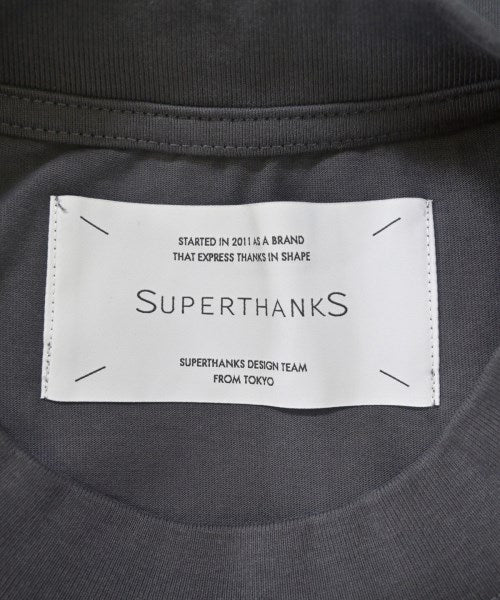 STARTED IN 2011 AS A BRAND
THAT EXPRESS THANKS IN SHAPE
SUPERTHANKS
SUPERTHANKS DESIGN TEAM
FROM TOKYO